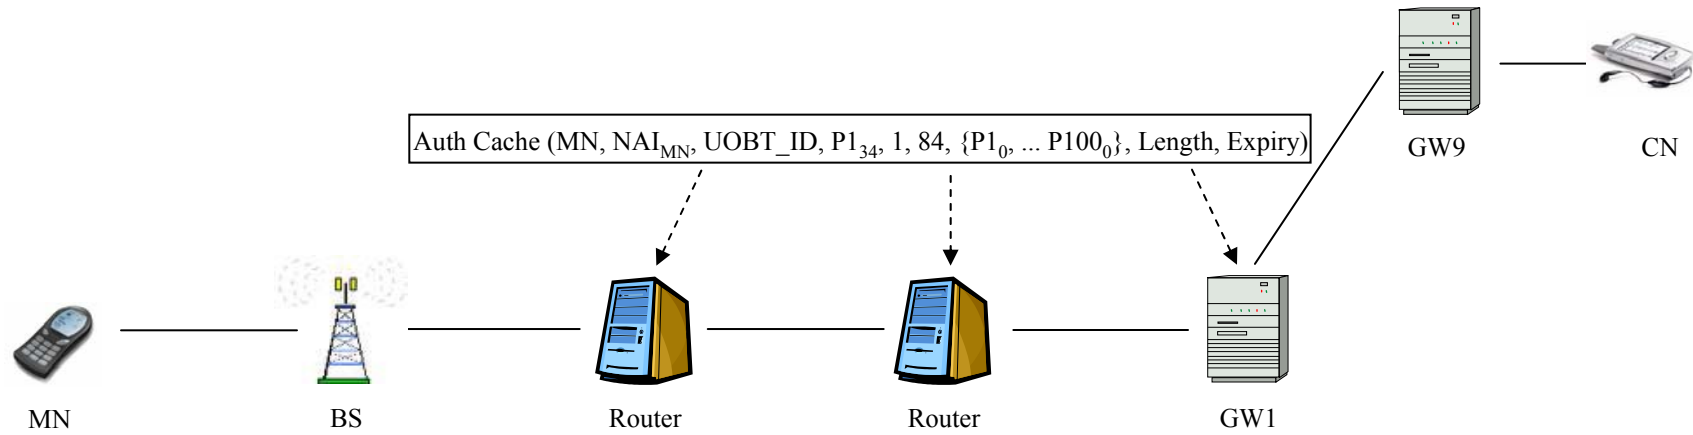 Auth Cache (MN, NAI_MN, UOBT_ID, P1_34, 1, 84, {P1_0, ... P100_0}, Length, Expiry)
GW9
CN
MN
BS
Router
Router
GW1